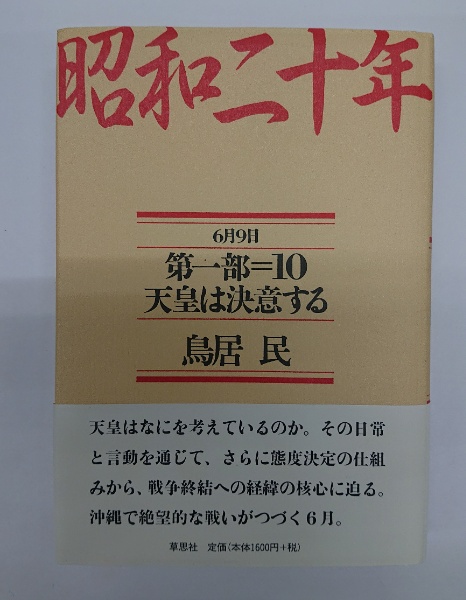 昭和二十年
6月9日
第一部=10
天皇は決意する
鳥居 民
天皇はなにを考えているのか。その日常
と言動を通じて、さらに態度決定の仕組
みから、戦争終結への経緯の核心に迫る。
沖縄で絶望的な戦いがつづく6月。
草思社 定価(本体1600円+税)